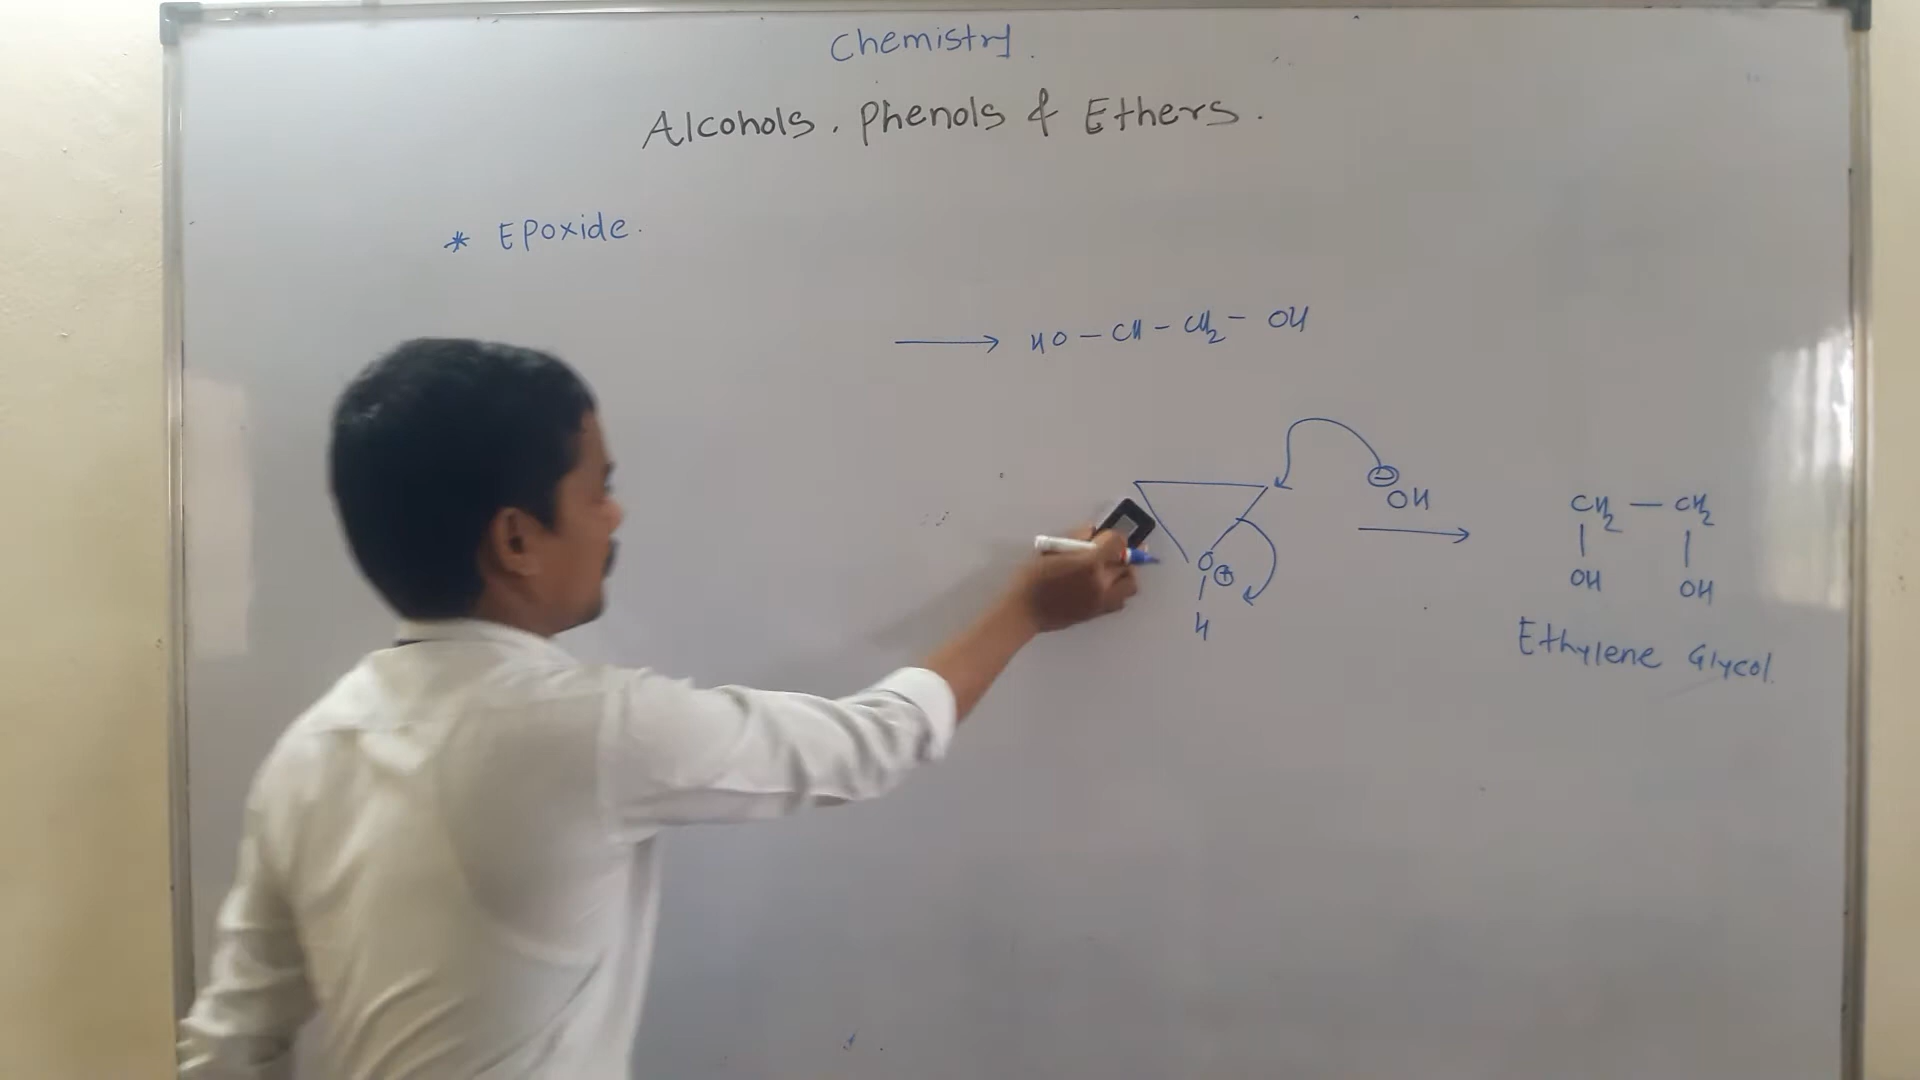 Chemistry.
Alcohols, Phenols & Ethers.
* Epoxide.
⟶ HO - CH - CH2 - OH
⊖
OH
O ⊕
H
⟶
CH2 — CH2
OH OH
Ethylene Glycol.